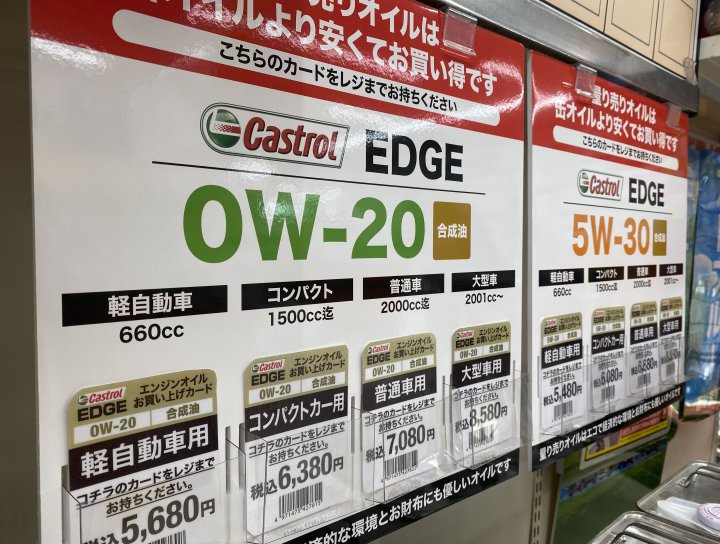 売りオイルは
オイルより安くてお買い得です
こちらのカードをレジまでお持ちください
Castrol EDGE
0W-20 合成油
軽自動車
660cc
コンパクト
1500cc迄
普通車
2000cc迄
大型車
2001cc~
Castrol
EDGE
エンジンオイル
お買い上げカード
0W-20 合成油
軽自動車用
コチラのカードをレジまで
お持ちください。
税込5,680円
Castrol
EDGE
エンジンオイル
お買い上げカード
0W-20 合成油
コンパクトカー用
コチラのカードをレジまで
お持ちください。
税込6,380円
Castrol
EDGE
エンジンオイル
お買い上げカード
0W-20 合成油
普通車用
コチラのカードをレジまで
お持ちください。
7,080円
Castrol
EDGE
エンジンオイル
お買い上げカード
0W-20 合成油
大型車用
コチラのカードをレジまで
お持ちください。
税込8,580円
的な環境とお財布にも優しいオイルです
量り売りオイルは
缶オイルより安くてお買い得です
こちらのカードをレジまでお持ちください
Castrol EDGE
5W-30 合成油
軽自動車
660cc
コンパクト
1500cc迄
普通車
2000cc迄
大型車
2001cc~
軽自動車用
税込5,480円
コンパクトカー用
普通車用
大型車用
量り売りオイルはエコで経済的な環境とお財布にも優しいオイルです